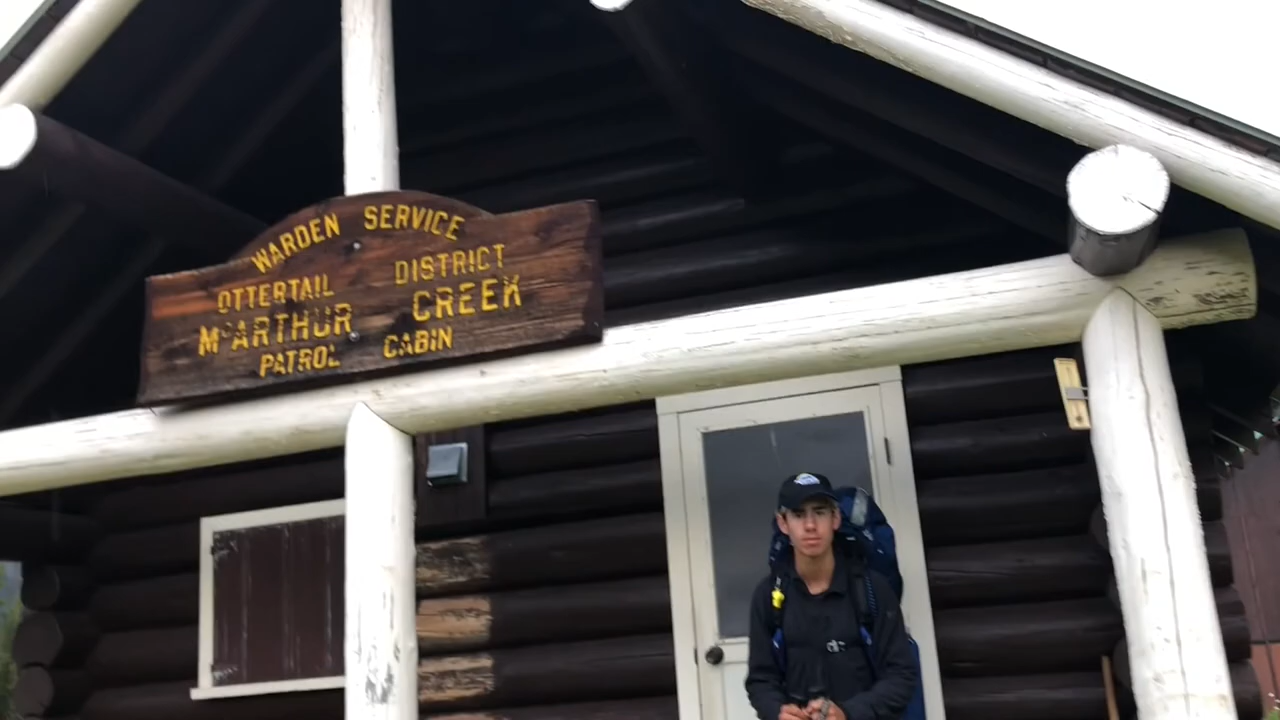 WARDEN SERVICE
OTTERTAIL DISTRICT
McARTHUR CREEK
PATROL CABIN